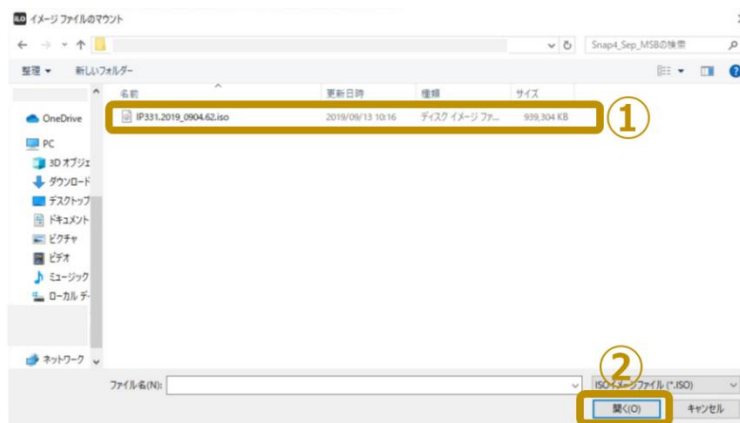 iLO イメージ ファイルのマウント
Snap4_Sep_MSBの検索
整理 新しいフォルダー
名前 更新日時 種類 サイズ
IP331.2019_0904.62.iso 2019/09/13 10:16 ディスク イメージ ファ... 939,304 KB
①
OneDrive
PC
3D オブジェ
ダウンロード
デスクトップ
ドキュメント
ピクチャ
ビデオ
ミュージック
ローカル ディ
ネットワーク
②
ファイル名(N): ISOイメージファイル (*.ISO)
開く(O) キャンセル